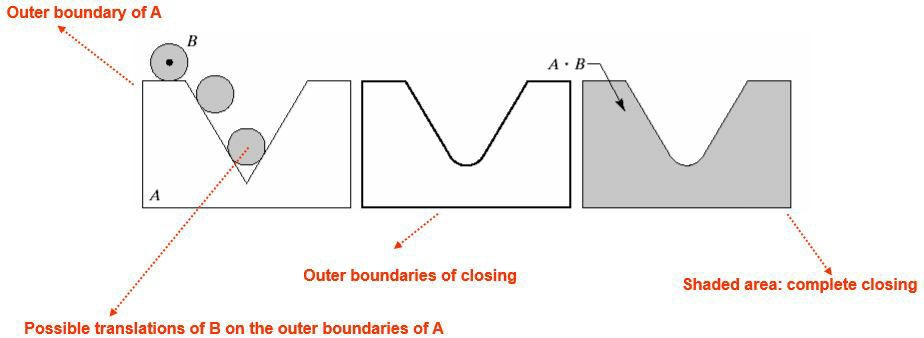 Outer boundary of A
B
A · B
A
Outer boundaries of closing
Shaded area: complete closing
Possible translations of B on the outer boundaries of A